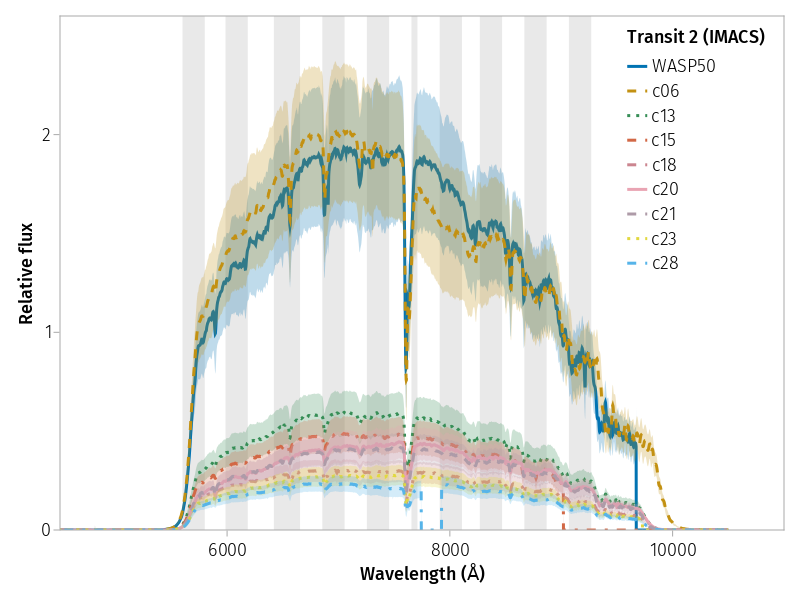 Transit 2 (IMACS)
WASP50
c06
c13
c15
c18
c20
c21
c23
c28
2
1
0
Relative flux
6000
8000
10000
Wavelength (Å)